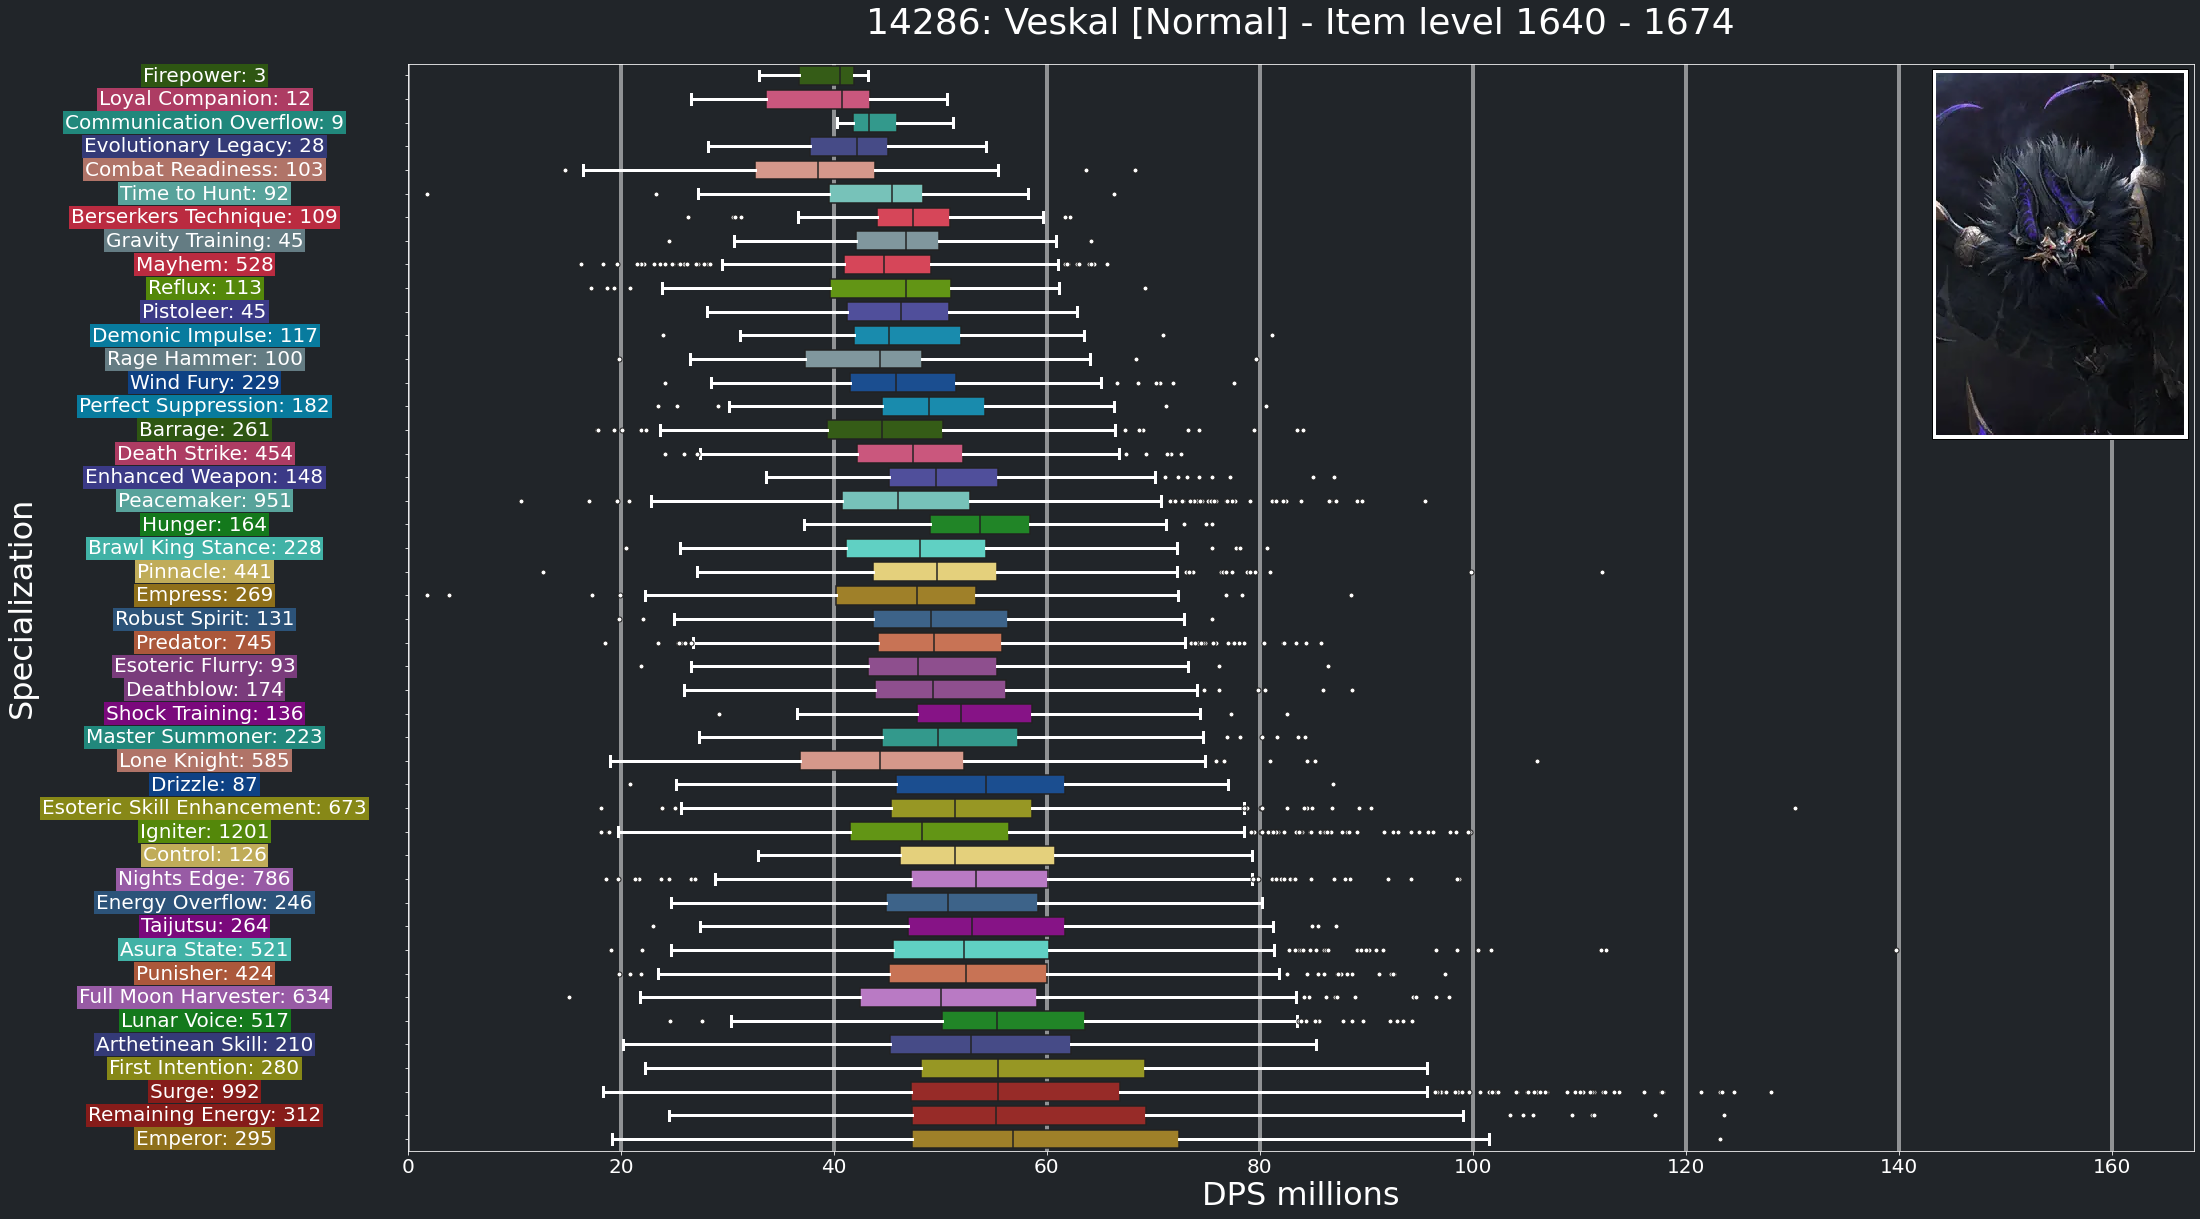 14286: Veskal [Normal] - Item level 1640 - 1674
Specialization
Firepower: 3
Loyal Companion: 12
Communication Overflow: 9
Evolutionary Legacy: 28
Combat Readiness: 103
Time to Hunt: 92
Berserkers Technique: 109
Gravity Training: 45
Mayhem: 528
Reflux: 113
Pistoleer: 45
Demonic Impulse: 117
Rage Hammer: 100
Wind Fury: 229
Perfect Suppression: 182
Barrage: 261
Death Strike: 454
Enhanced Weapon: 148
Peacemaker: 951
Hunger: 164
Brawl King Stance: 228
Pinnacle: 441
Empress: 269
Robust Spirit: 131
Predator: 745
Esoteric Flurry: 93
Deathblow: 174
Shock Training: 136
Master Summoner: 223
Lone Knight: 585
Drizzle: 87
Esoteric Skill Enhancement: 673
Igniter: 1201
Control: 126
Nights Edge: 786
Energy Overflow: 246
Taijutsu: 264
Asura State: 521
Punisher: 424
Full Moon Harvester: 634
Lunar Voice: 517
Arthetinean Skill: 210
First Intention: 280
Surge: 992
Remaining Energy: 312
Emperor: 295
0 20 40 60 80 100 120 140 160
DPS millions